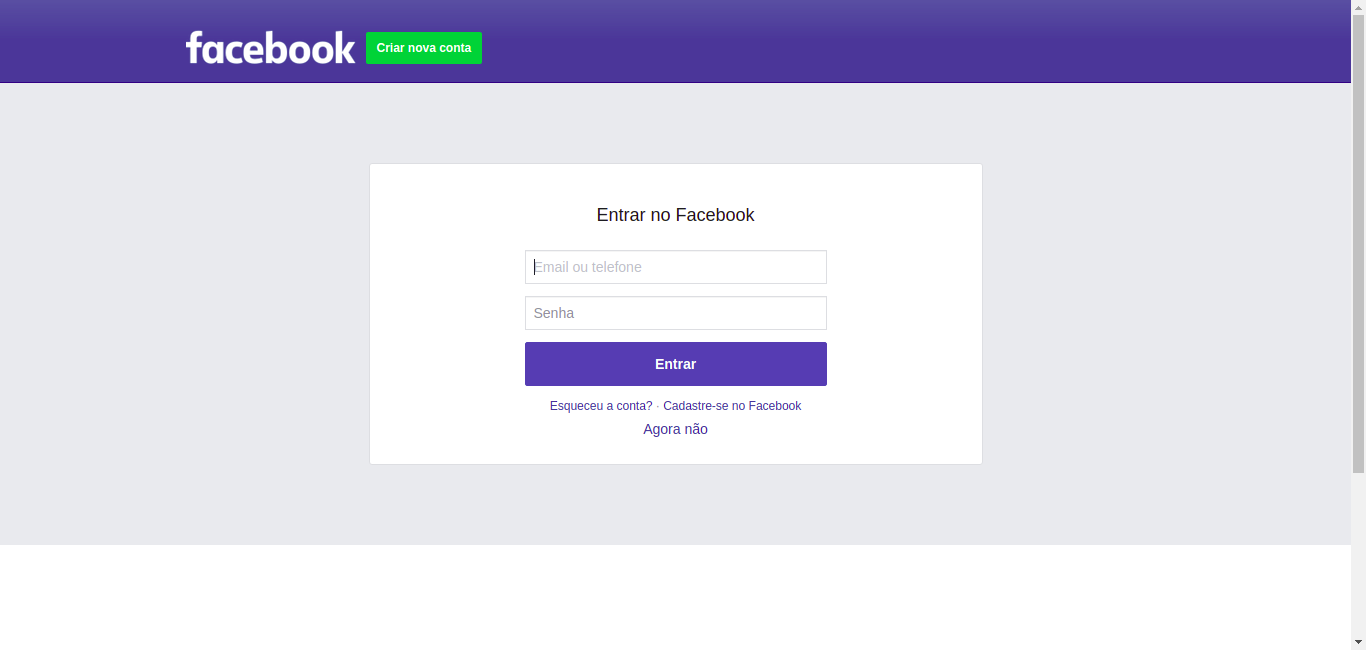 facebook
Criar nova conta
Entrar no Facebook
Email ou telefone
Senha
Entrar
Esqueceu a conta? · Cadastre-se no Facebook
Agora não